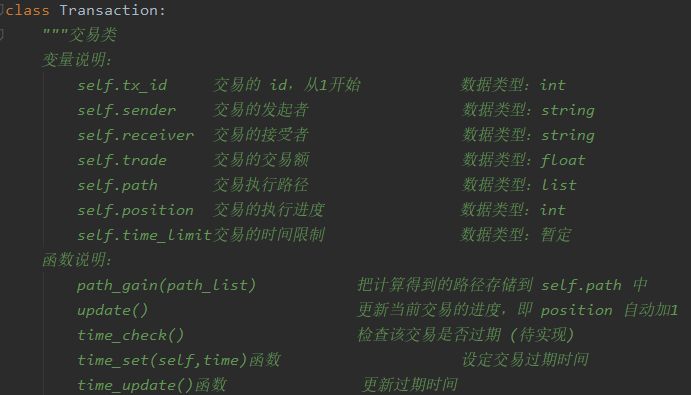 class Transaction:
"""交易类
变量说明:
self.tx_id 交易的 id，从1开始 数据类型：int
self.sender 交易的发起者 数据类型：string
self.receiver 交易的接受者 数据类型：string
self.trade 交易的交易额 数据类型：float
self.path 交易执行路径 数据类型：list
self.position 交易的执行进度 数据类型：int
self.time_limit交易的时间限制 数据类型：暂定
函数说明：
path_gain(path_list) 把计算得到的路径存储到 self.path 中
update() 更新当前交易的进度，即 position 自动加1
time_check() 检查该交易是否过期 (待实现)
time_set(self,time)函数 设定交易过期时间
time_update()函数 更新过期时间